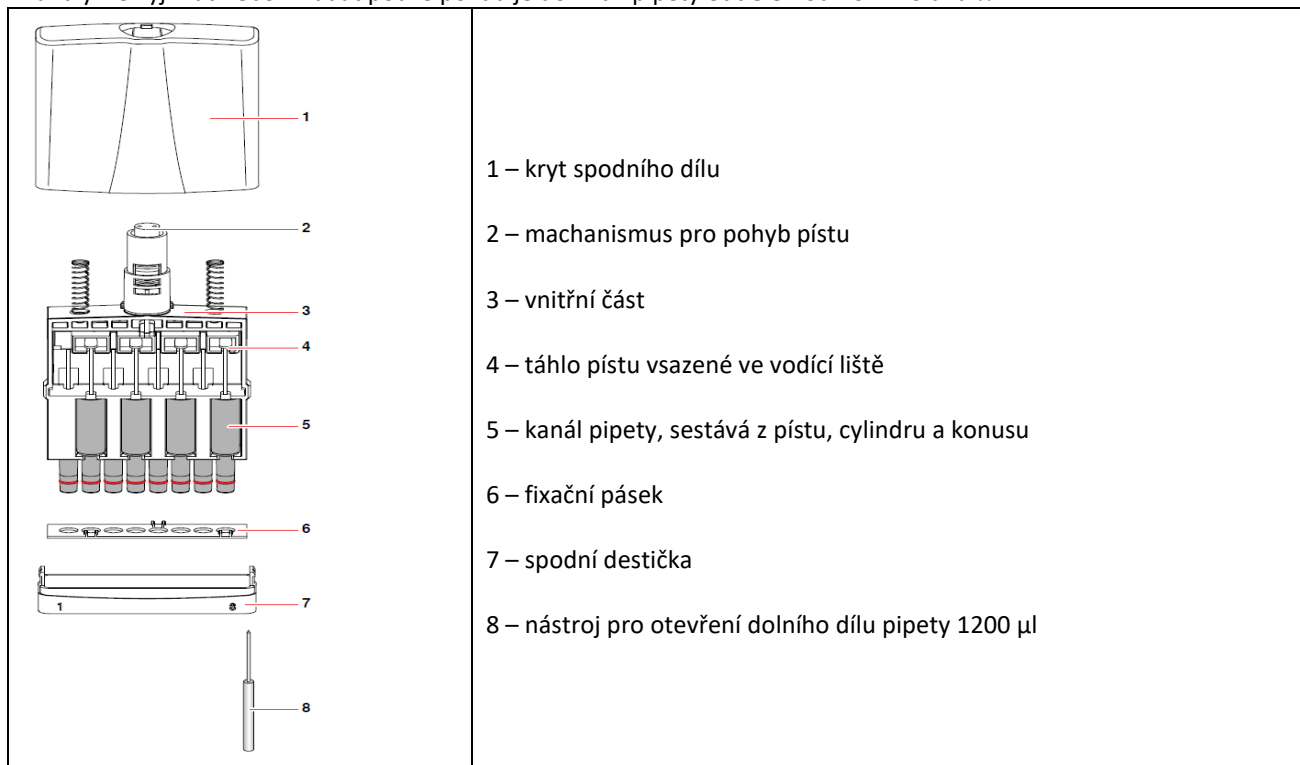 1
2
3
4
5
6
7
1
8
8
1 – kryt spodního dílu
2 – machanismus pro pohyb pístu
3 – vnitřní část
4 – táhlo pístu vsazené ve vodící liště
5 – kanál pipety, sestává z pístu, cylindru a konusu
6 – fixační pásek
7 – spodní destička
8 – nástroj pro otevření dolního dílu pipety 1200 µl